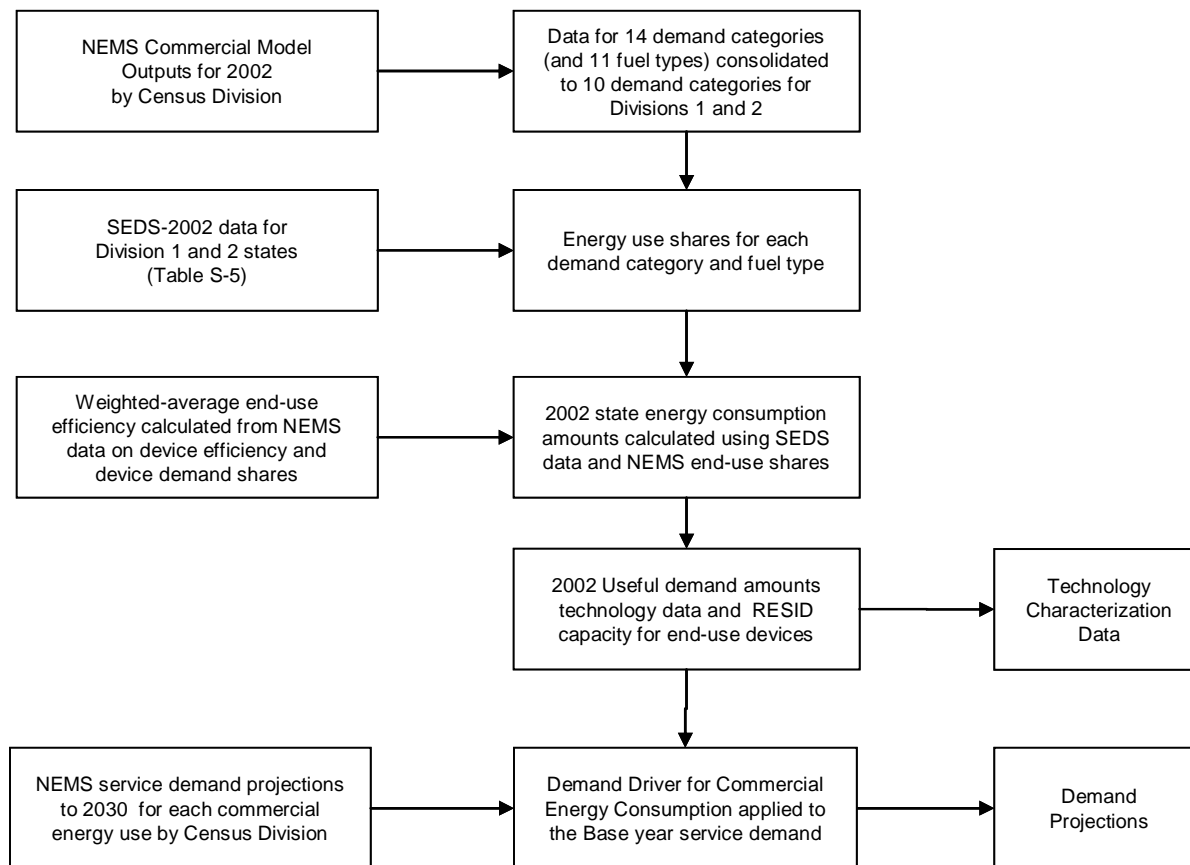 NEMS Commercial Model
Outputs for 2002
by Census Division
Data for 14 demand categories
(and 11 fuel types) consolidated
to 10 demand categories for
Divisions 1 and 2
SEDS-2002 data for
Division 1 and 2 states
(Table S-5)
Energy use shares for each
demand category and fuel type
Weighted-average end-use
efficiency calculated from NEMS
data on device efficiency and
device demand shares
2002 state energy consumption
amounts calculated using SEDS
data and NEMS end-use shares
2002 Useful demand amounts
technology data and RESID
capacity for end-use devices
Technology
Characterization
Data
NEMS service demand projections
to 2030 for each commercial
energy use by Census Division
Demand Driver for Commercial
Energy Consumption applied to
the Base year service demand
Demand
Projections